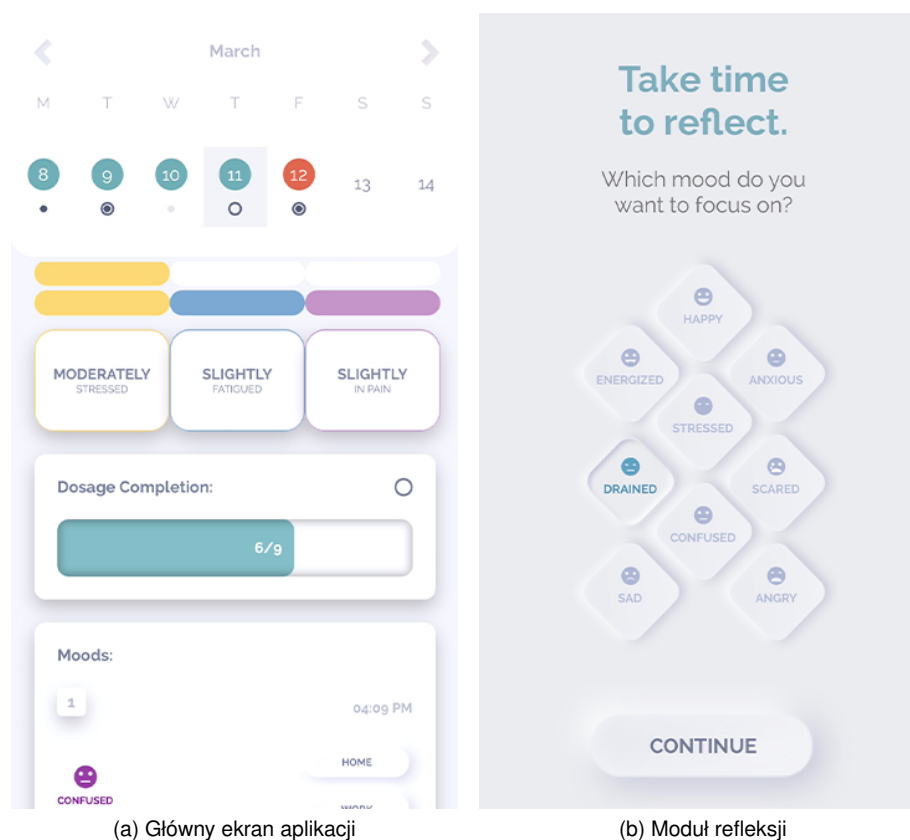 March
M T W T F S S
8 9 10 11 12 13 14
MODERATELY
STRESSED
SLIGHTLY
FATIGUED
SLIGHTLY
IN PAIN
Dosage Completion:
6/9
Moods:
1
04:09 PM
HOME
CONFUSED
WORK
(a) Główny ekran aplikacji
Take time
to reflect.
Which mood do you
want to focus on?
HAPPY
ENERGIZED
ANXIOUS
STRESSED
DRAINED
SCARED
CONFUSED
SAD
ANGRY
CONTINUE
(b) Moduł refleksji